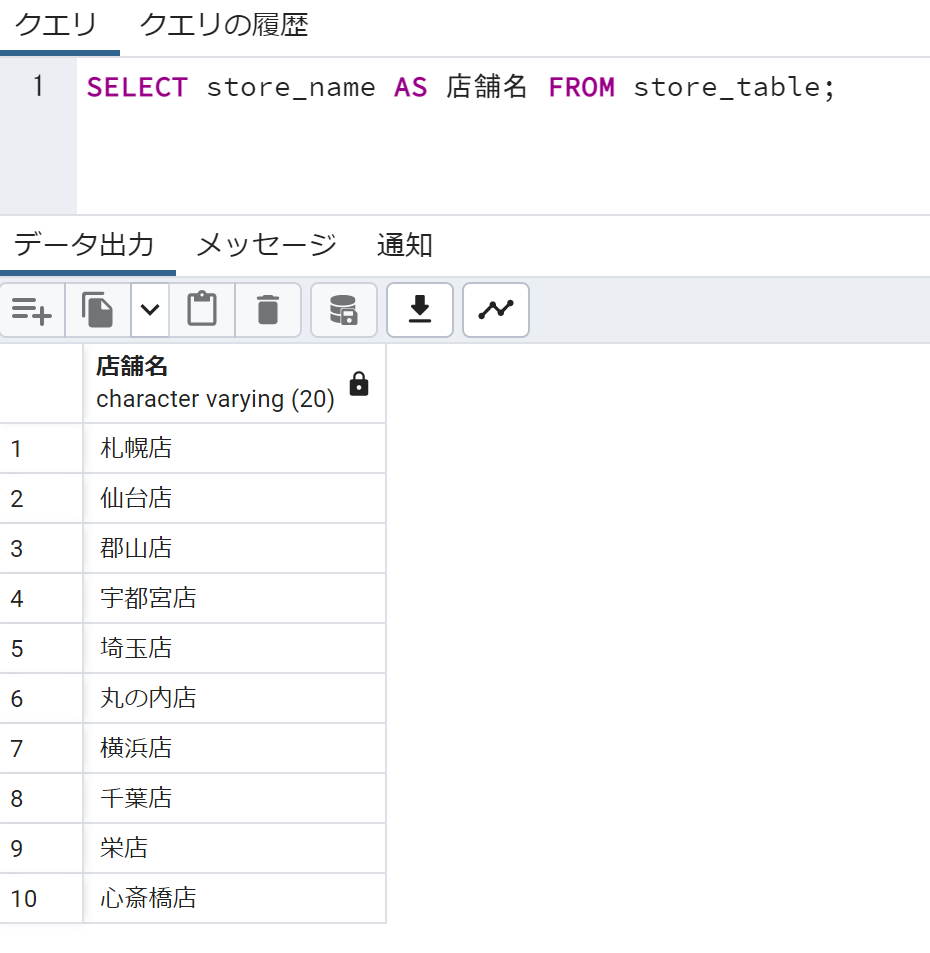 クエリ クエリの履歴
1 SELECT store_name AS 店舗名 FROM store_table;
データ出力 メッセージ 通知
店舗名
character varying (20)
1 札幌店
2 仙台店
3 郡山店
4 宇都宮店
5 埼玉店
6 丸の内店
7 横浜店
8 千葉店
9 栄店
10 心斎橋店